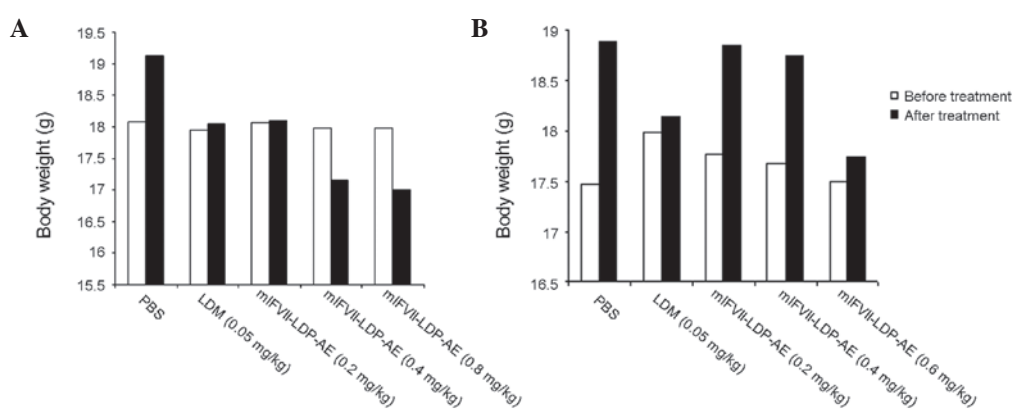 A
19.5
19
18.5
18
17.5
17
16.5
16
15.5
Body weight (g)
PBS
LDM (0.05 mg/kg)
mIFVII-LDP-AE (0.2 mg/kg)
mIFVII-LDP-AE (0.4 mg/kg)
mIFVII-LDP-AE (0.8 mg/kg)
B
19
18.5
18
17.5
17
16.5
Body weight (g)
PBS
LDM (0.05 mg/kg)
mIFVII-LDP-AE (0.2 mg/kg)
mIFVII-LDP-AE (0.4 mg/kg)
mIFVII-LDP-AE (0.6 mg/kg)
Before treatment
After treatment